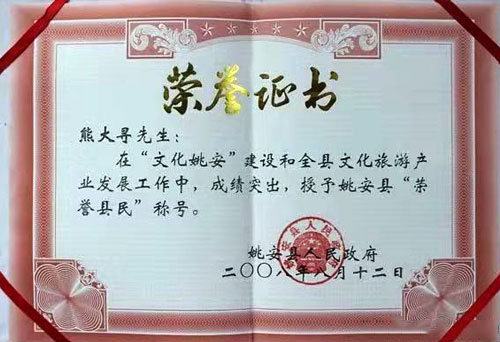 荣誉证书
熊大寻先生：
在“文化姚安”建设和全县文化旅游产
业发展工作中，成绩突出，授予姚安县“荣
誉县民”称号。
姚安县人民政府
二〇〇八年八月十二日